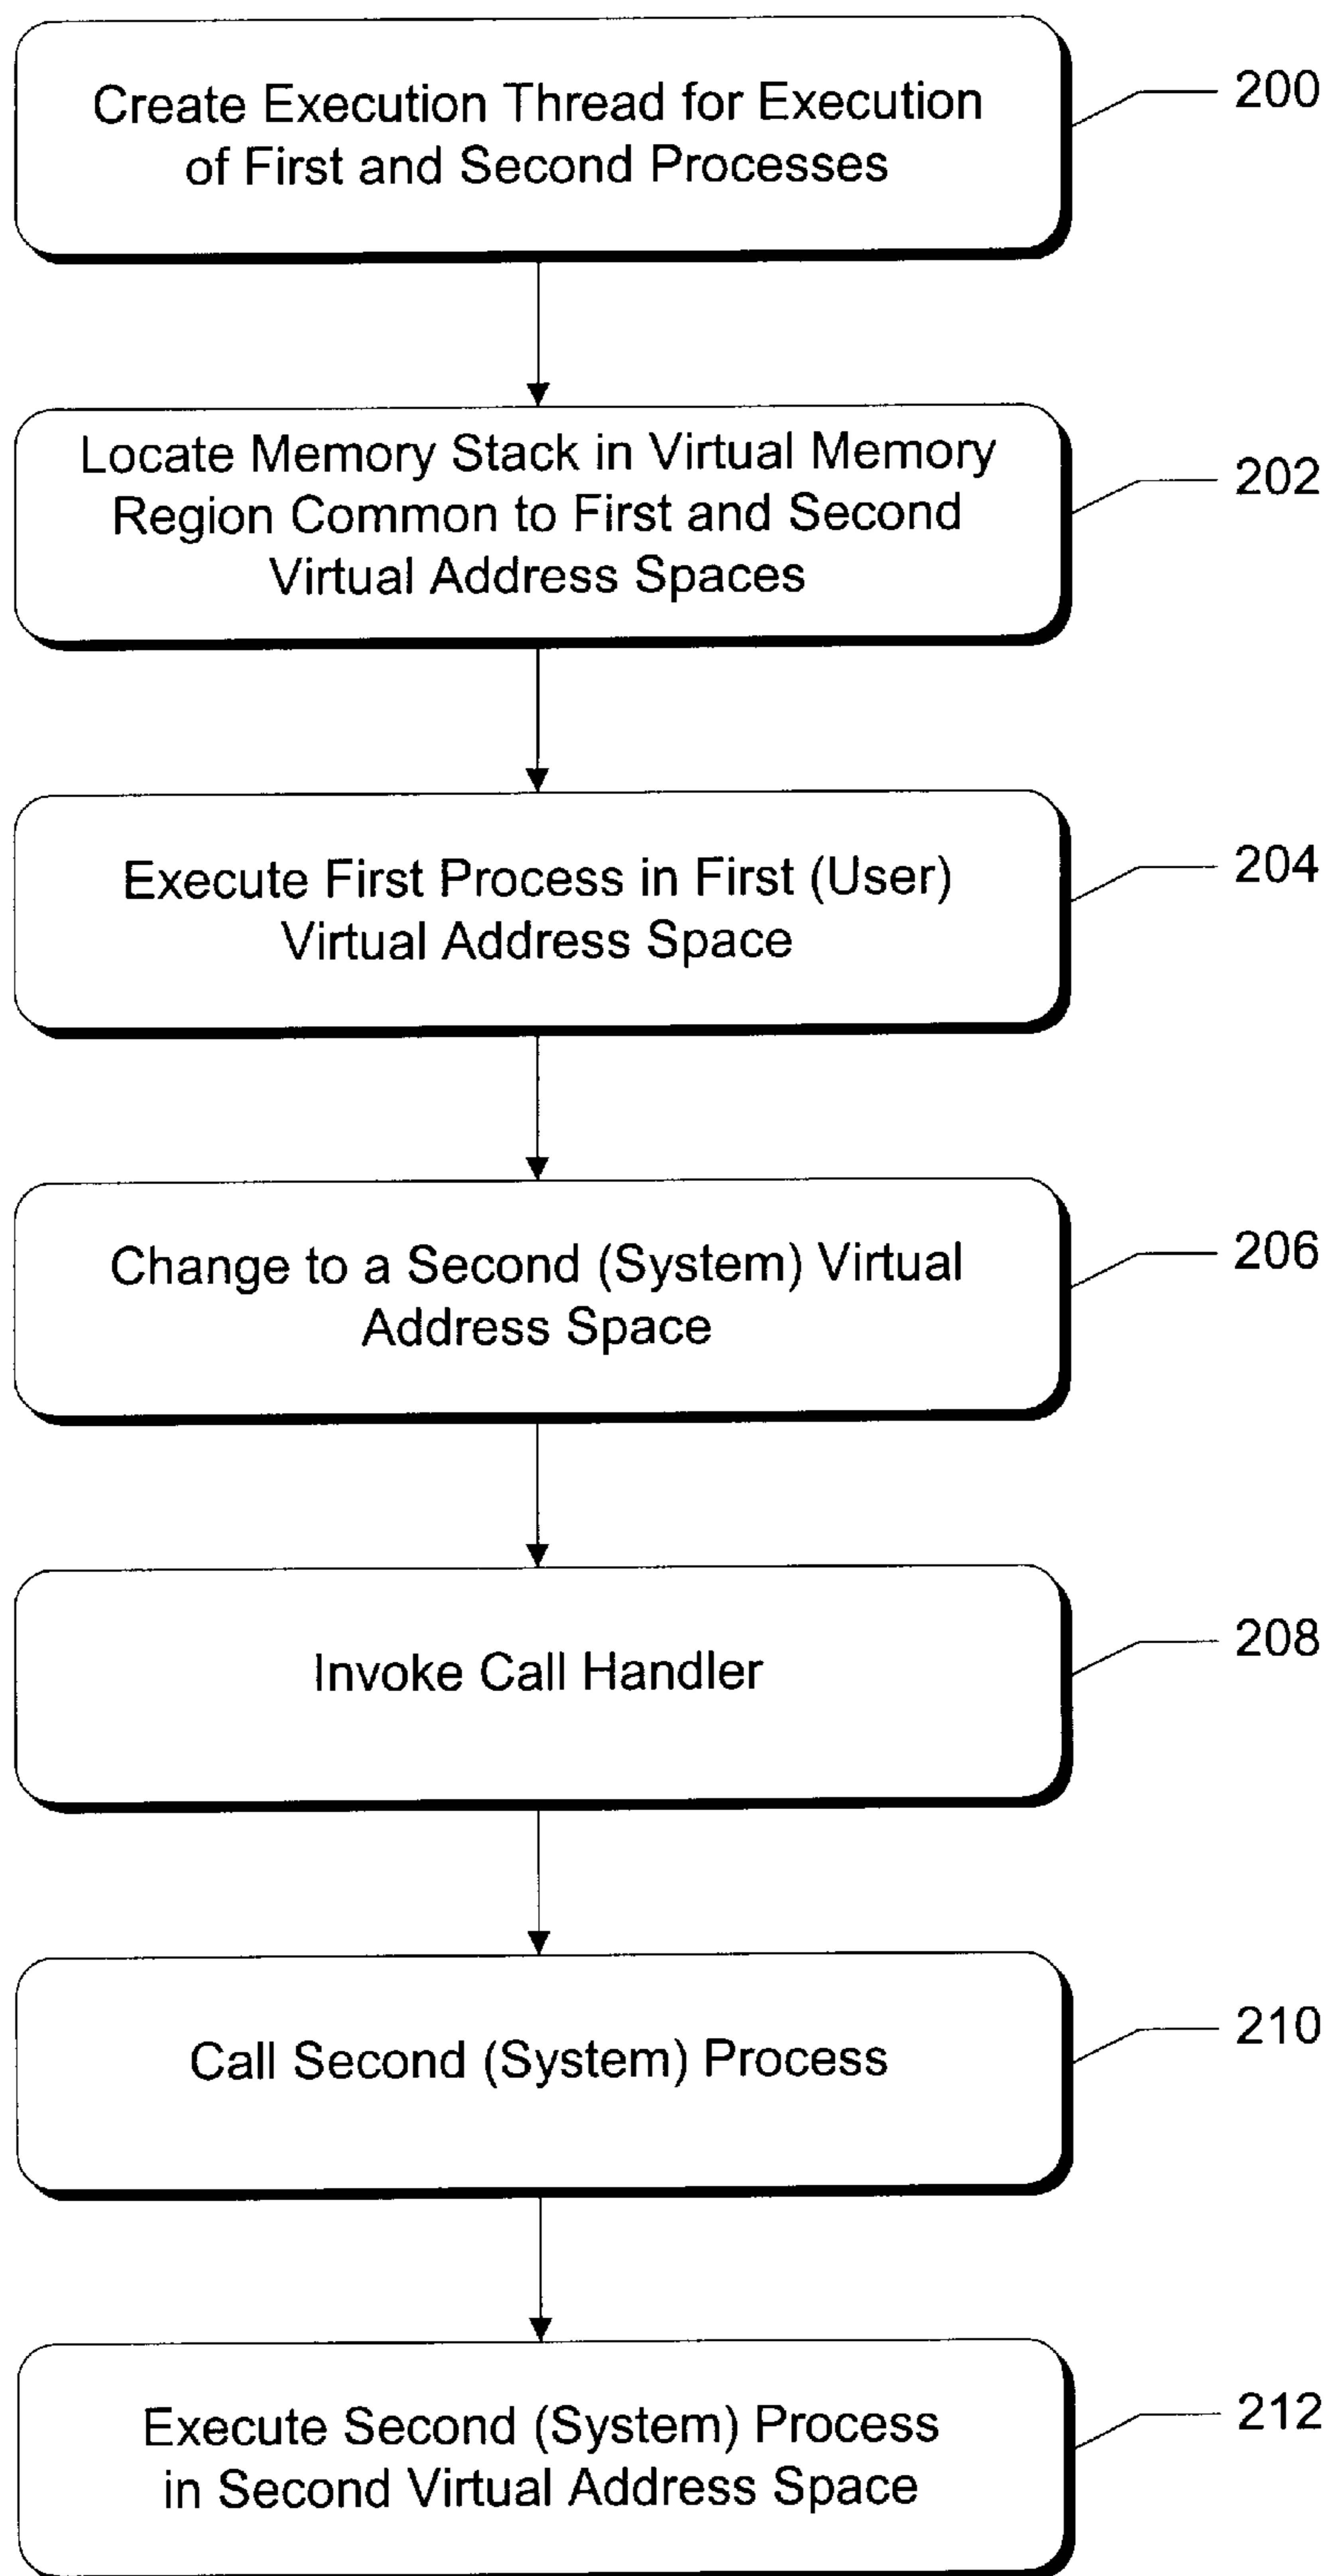 Create Execution Thread for Execution
of First and Second Processes
200
Locate Memory Stack in Virtual Memory
Region Common to First and Second
Virtual Address Spaces
202
Execute First Process in First (User)
Virtual Address Space
204
Change to a Second (System) Virtual
Address Space
206
Invoke Call Handler
208
Call Second (System) Process
210
Execute Second (System) Process
in Second Virtual Address Space
212